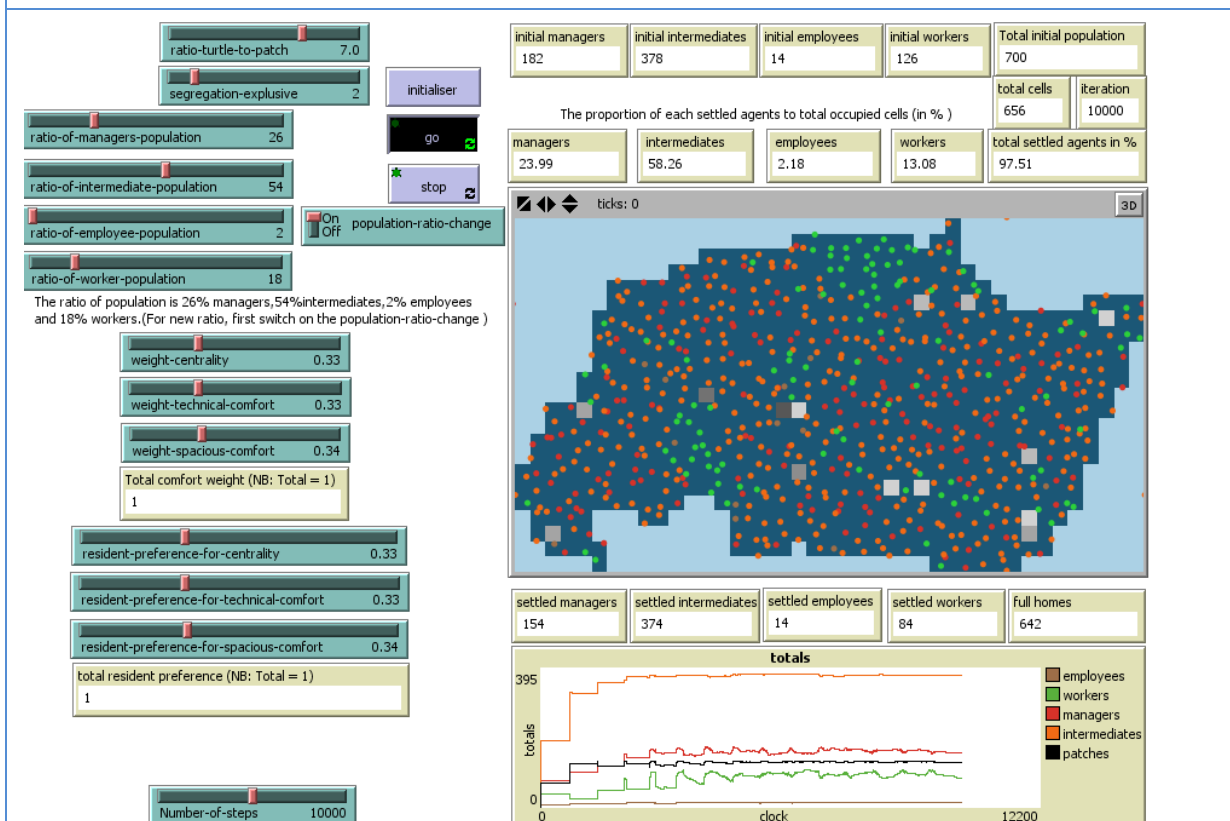 ratio-turtle-to-patch 7.0
segregation-explusive 2
initialiser
ratio-of-managers-population 26
go
ratio-of-intermediate-population 54
stop
ratio-of-employee-population 2
On
Off
population-ratio-change
ratio-of-worker-population 18
The ratio of population is 26% managers,54%intermediates,2% employees
and 18% workers.(For new ratio, first switch on the population-ratio-change )
weight-centrality 0.33
weight-technical-comfort 0.33
weight-spacious-comfort 0.34
Total comfort weight (NB: Total = 1)
1
resident-preference-for-centrality 0.33
resident-preference-for-technical-comfort 0.33
resident-preference-for-spacious-comfort 0.34
total resident preference (NB: Total = 1)
1
Number-of-steps 10000
initial managers
182
initial intermediates
378
initial employees
14
initial workers
126
Total initial population
700
total cells
656
iteration
10000
The proportion of each settled agents to total occupied cells (in % )
managers
23.99
intermediates
58.26
employees
2.18
workers
13.08
total settled agents in %
97.51
ticks: 0
3D
settled managers
154
settled intermediates
374
settled employees
14
settled workers
84
full homes
642
totals
395
totals
0
0
clock
12200
employees
workers
managers
intermediates
patches